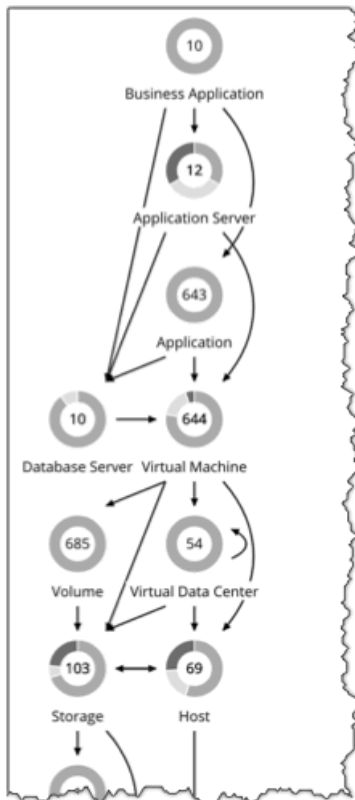 10
Business Application
12
Application Server
643
Application
10 644
Database Server Virtual Machine
685 54
Volume Virtual Data Center
103 69
Storage Host